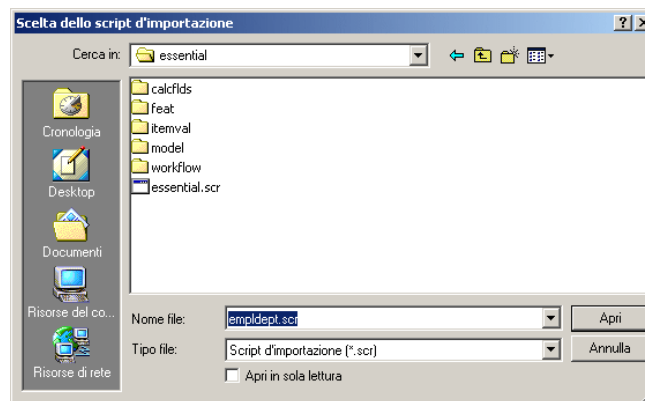 Scelta dello script d'importazione
Cerca in:
essential
calcflds
feat
itemval
model
workflow
essential.scr
Cronologia
Desktop
Documenti
Risorse del co...
Risorse di rete
Nome file:
empldept.scr
Apri
Tipo file:
Script d'importazione (*.scr)
Annulla
Apri in sola lettura